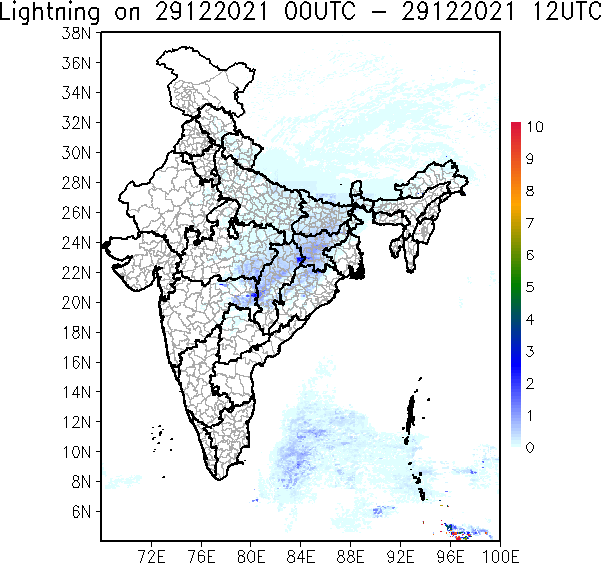 Lightning on 29122021 00UTC – 29122021 12UTC
38N
36N
34N
32N
30N
28N
26N
24N
22N
20N
18N
16N
14N
12N
10N
8N
6N
72E 76E 80E 84E 88E 92E 96E 100E
10
9
8
7
6
5
4
3
2
1
0